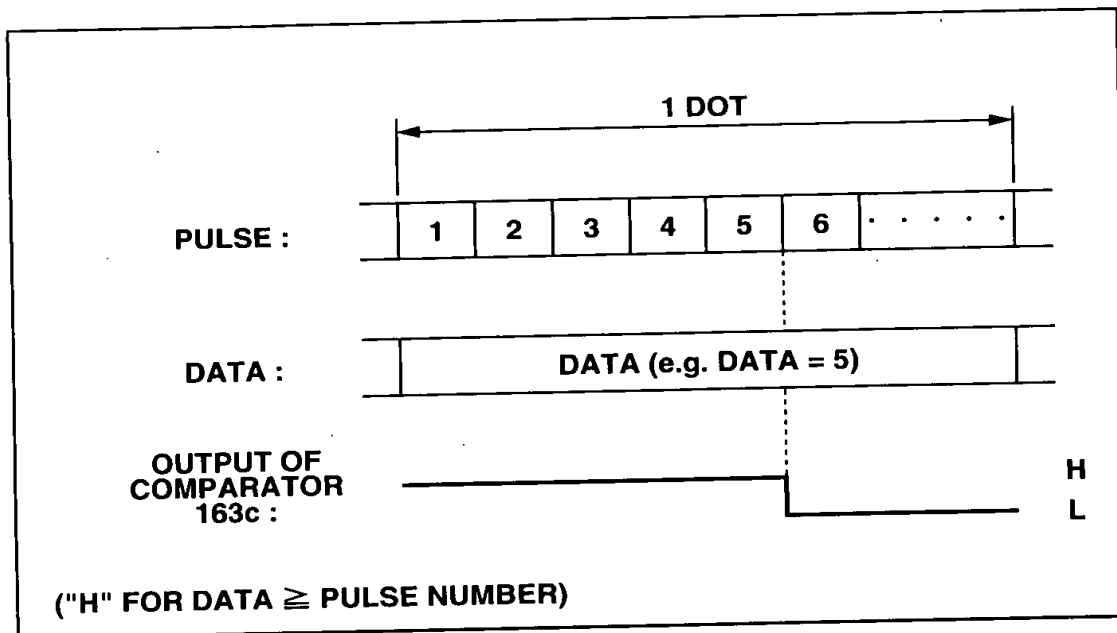 1 DOT
PULSE : 1 2 3 4 5 6 · · · · ·
DATA : DATA (e.g. DATA = 5)
OUTPUT OF
COMPARATOR
163c :
H
L
("H" FOR DATA ≧ PULSE NUMBER)